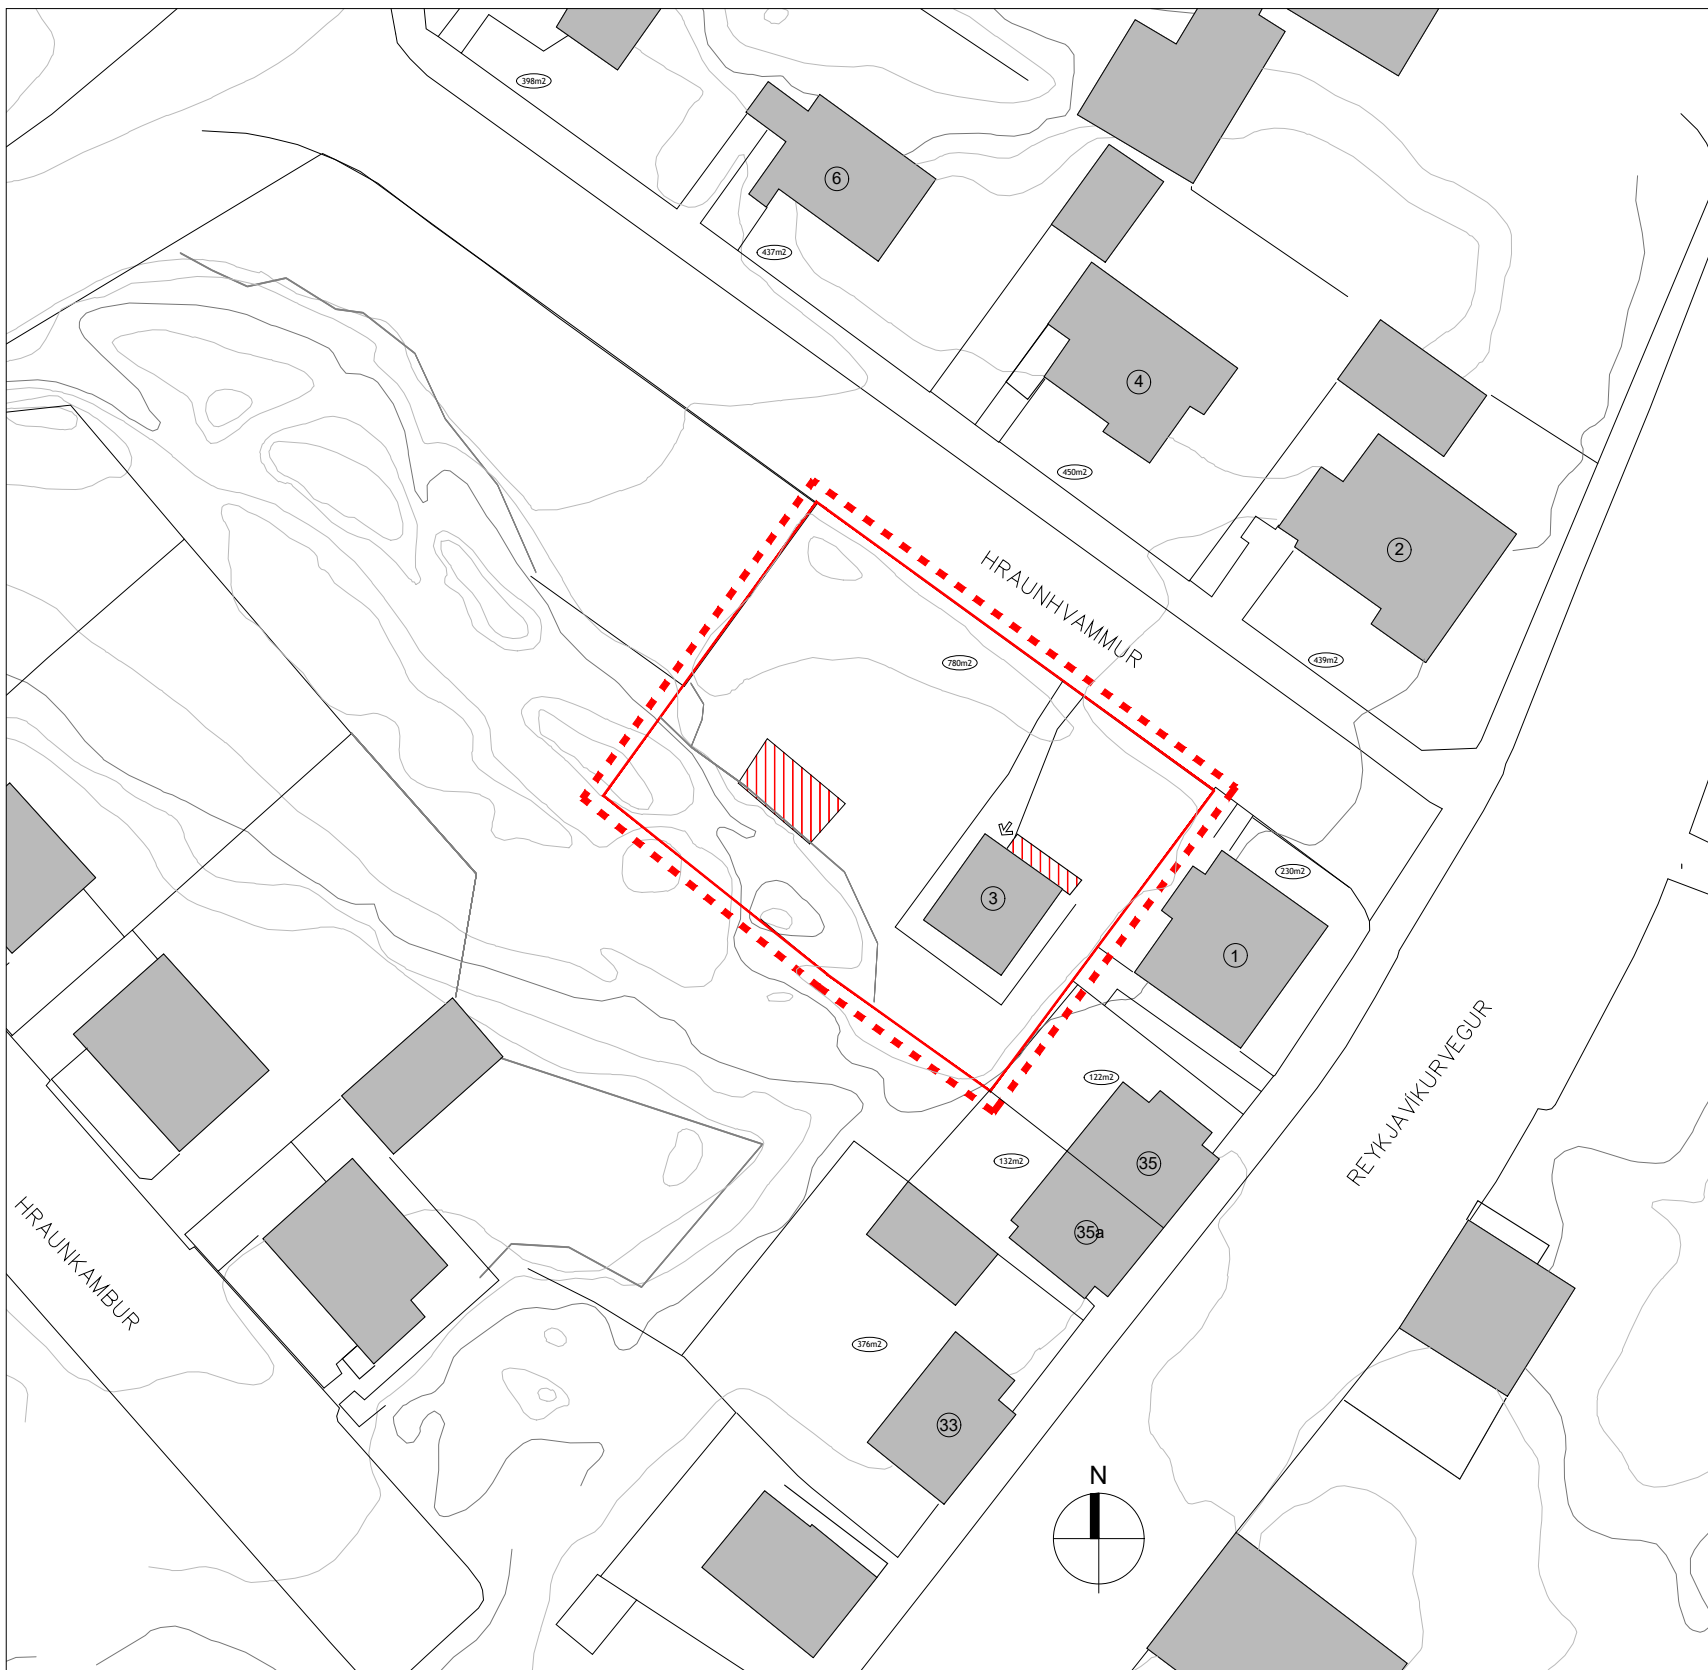 398m2
6
437m2
4
450m2
2
HRAUNHVAMMUR
780m2
439m2
230m2
3
1
REYKJAVÍKURVEGUR
122m2
132m2
35
35a
HRAUNKAMBUR
376m2
33
N